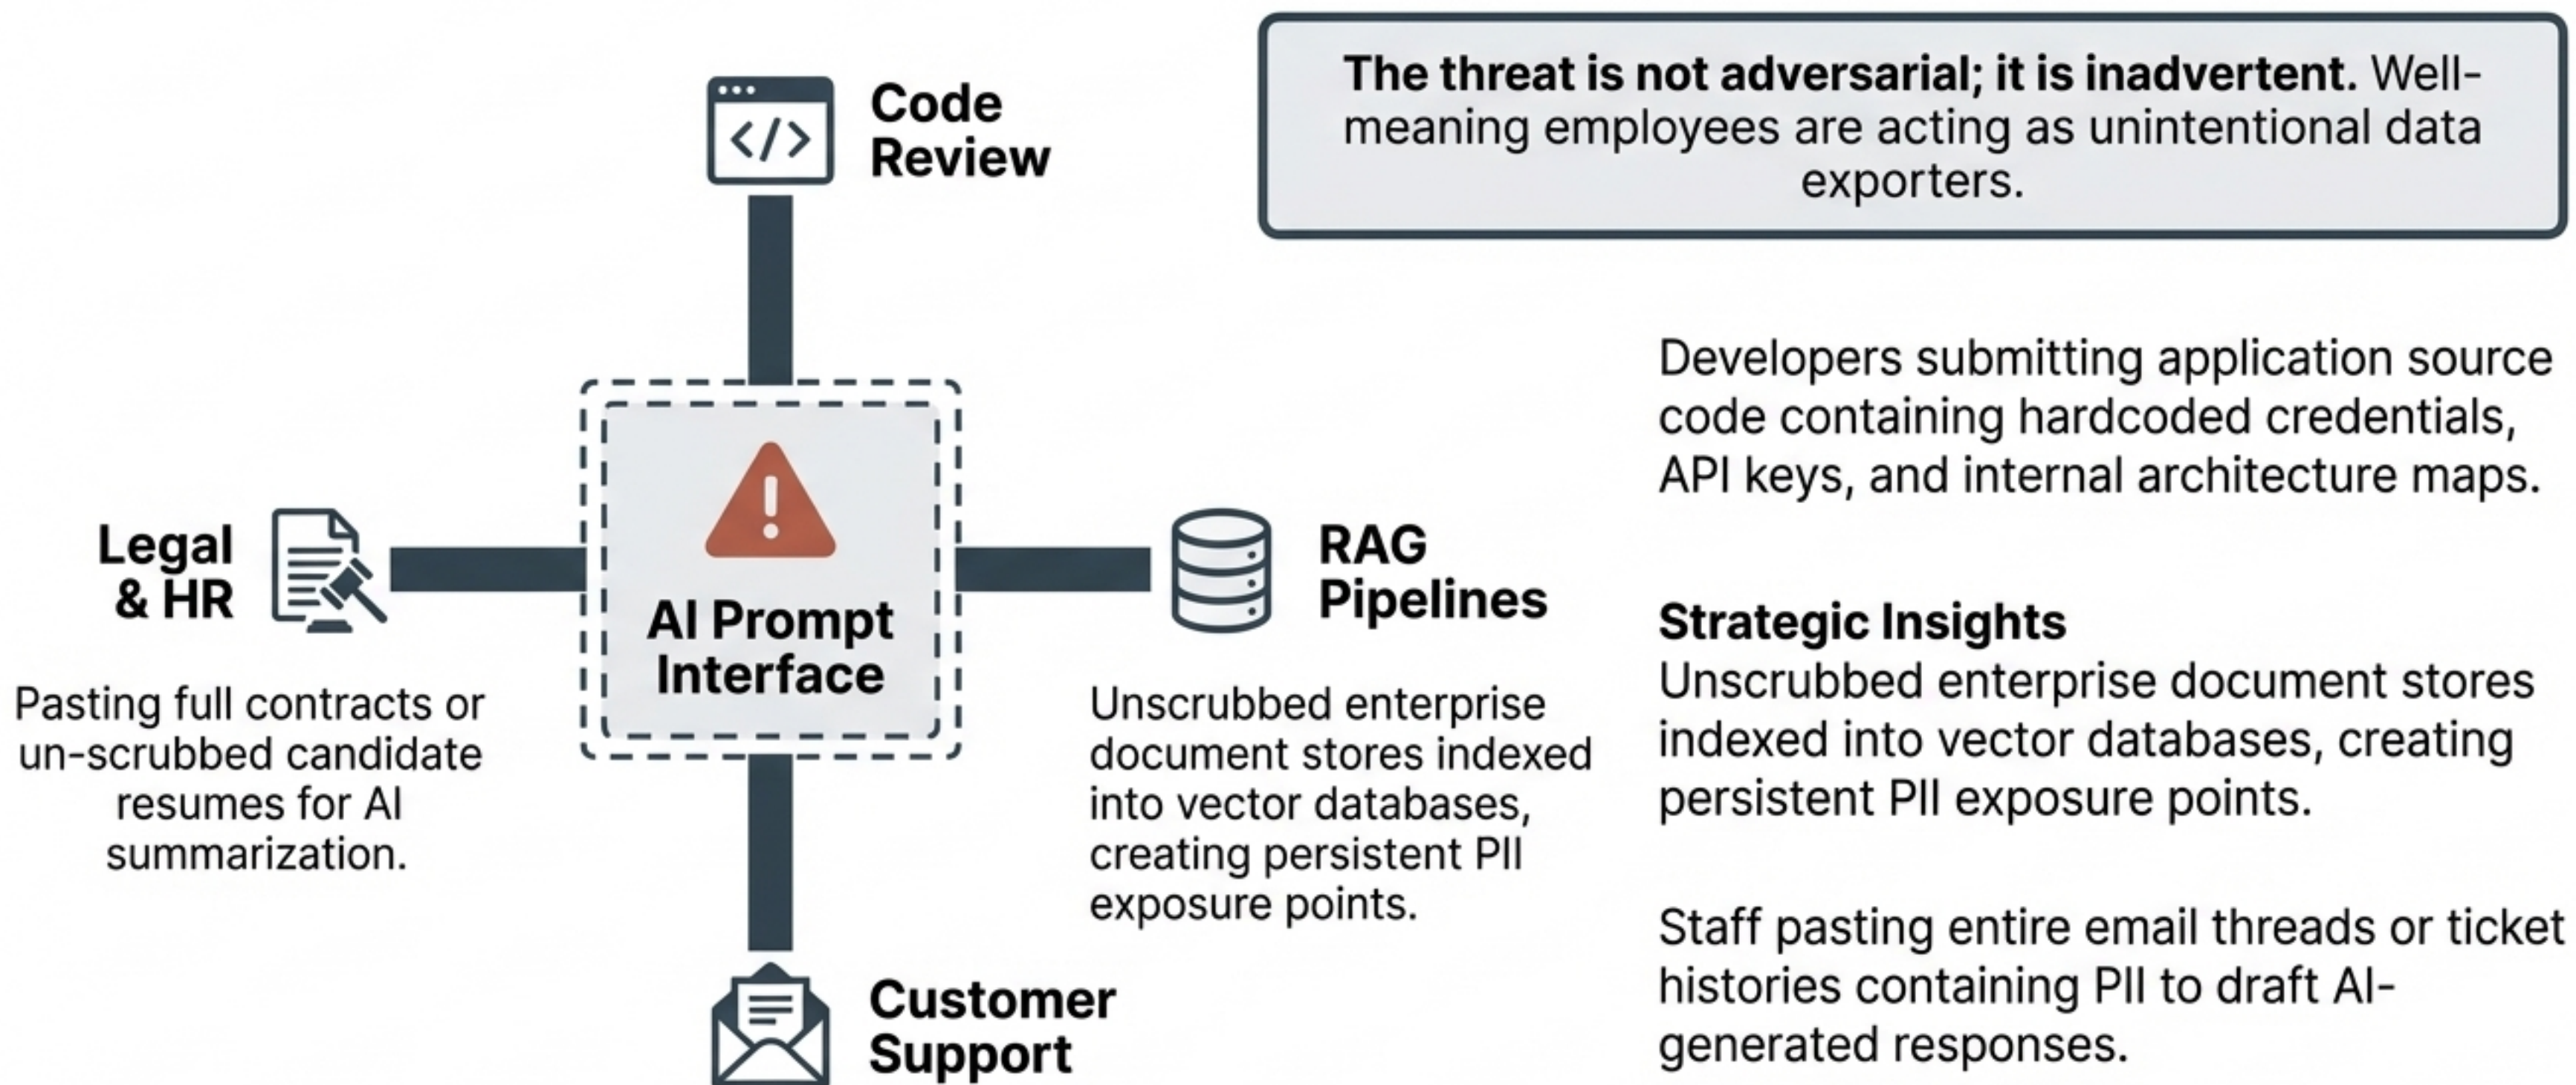 Code
Review
The threat is not adversarial; it is inadvertent. Well-
meaning employees are acting as unintentional data
exporters.
Legal
& HR
Pasting full contracts or
un-scrubbed candidate
resumes for AI
summarization.
AI Prompt
Interface
RAG
Pipelines
Unscrubbed enterprise
document stores indexed
into vector databases,
creating persistent PII
exposure points.
Customer
Support
Developers submitting application source
code containing hardcoded credentials,
API keys, and internal architecture maps.
Strategic Insights
Unscrubbed enterprise document stores
indexed into vector databases, creating
persistent PII exposure points.
Staff pasting entire email threads or ticket
histories containing PII to draft AI-
generated responses.